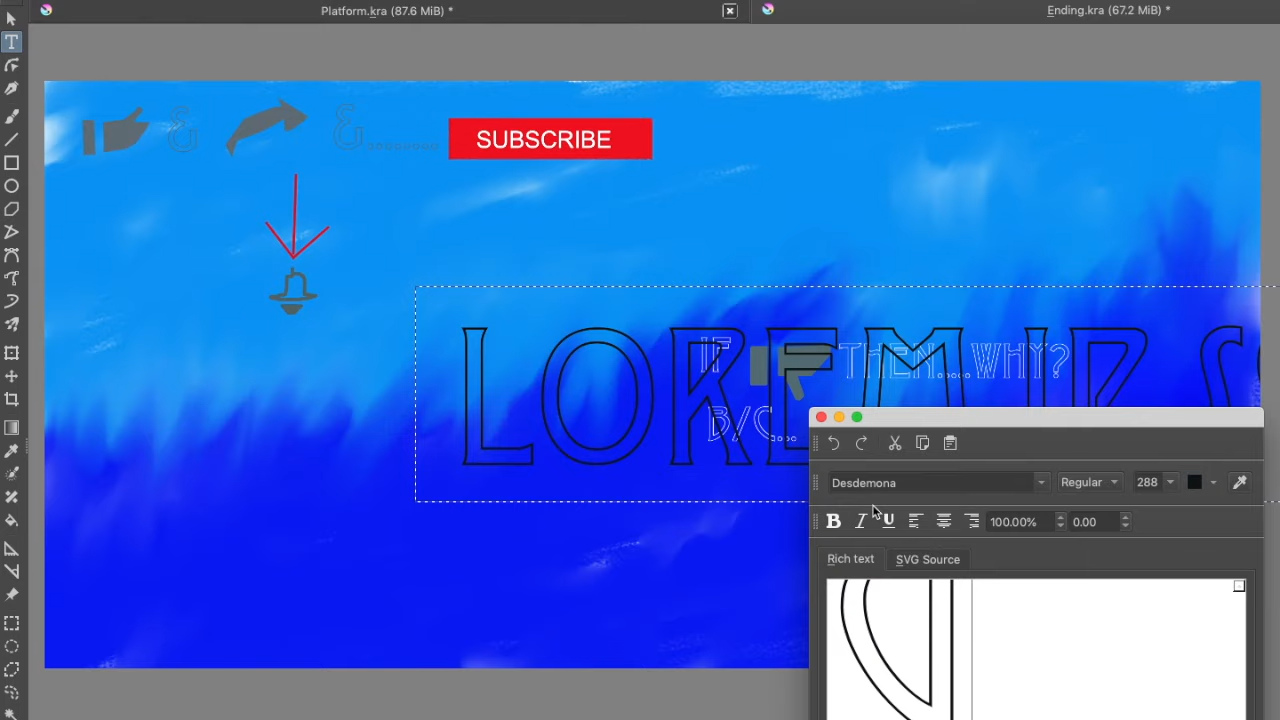 Platform.kra (87.6 MiB) *
Ending.kra (67.2 MiB) *
& &........ SUBSCRIBE
LOREM IPS
IF THEN....WHY?
B/C...
Desdemona Regular 288
B I U 100.00% 0.00
Rich text SVG Source